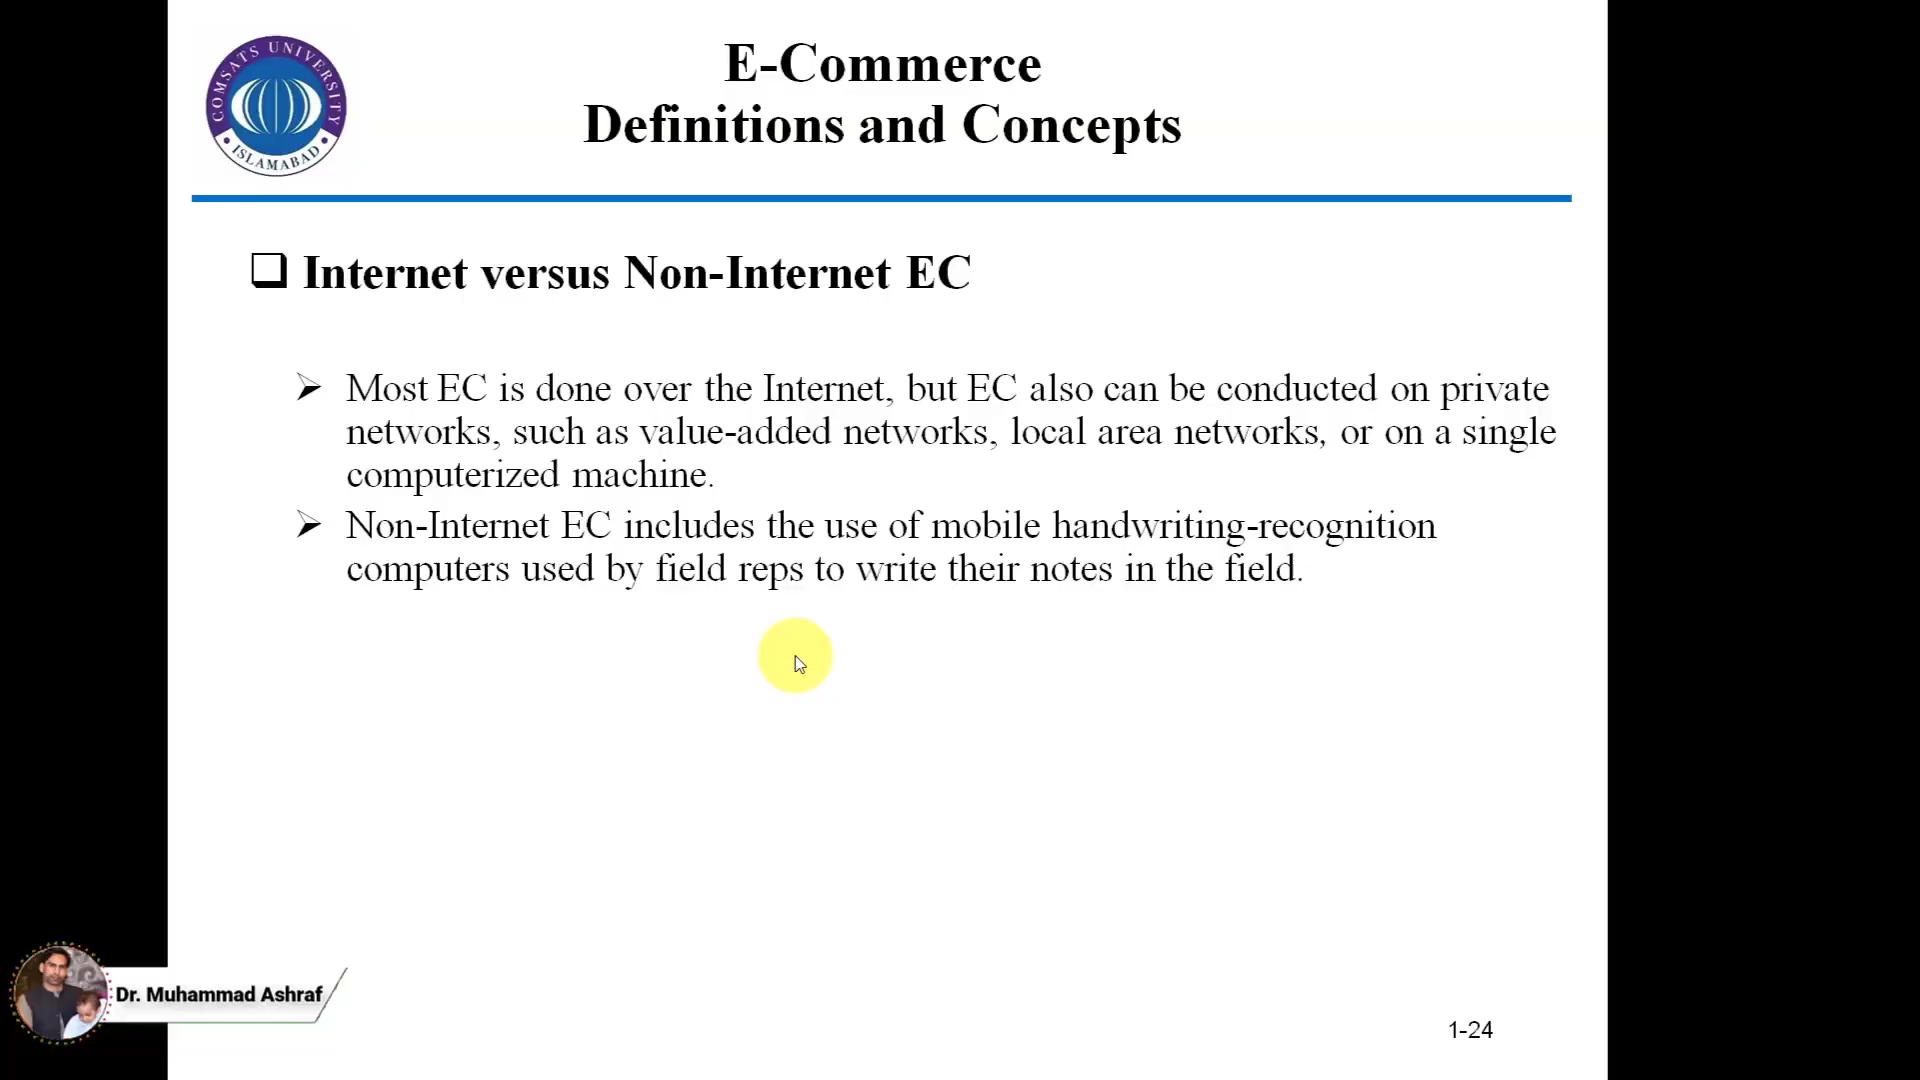 COMSATS UNIVERSITY
ISLAMABAD
E-Commerce
Definitions and Concepts
Internet versus Non-Internet EC
Most EC is done over the Internet, but EC also can be conducted on private
networks, such as value-added networks, local area networks, or on a single
computerized machine.
Non-Internet EC includes the use of mobile handwriting-recognition
computers used by field reps to write their notes in the field.
Dr. Muhammad Ashraf
1-24